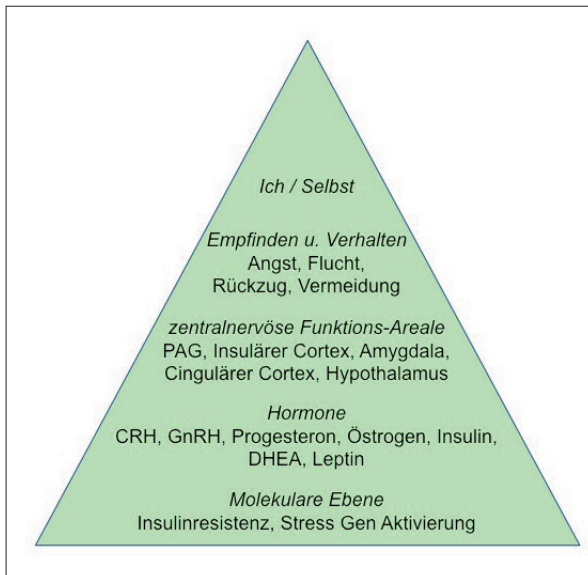 Ich / Selbst
Empfinden u. Verhalten
Angst, Flucht,
Rückzug, Vermeidung
zentralnervöse Funktions-Areale
PAG, Insulärer Cortex, Amygdala,
Cingulärer Cortex, Hypothalamus
Hormone
CRH, GnRH, Progesteron, Östrogen, Insulin,
DHEA, Leptin
Molekulare Ebene
Insulinresistenz, Stress Gen Aktivierung